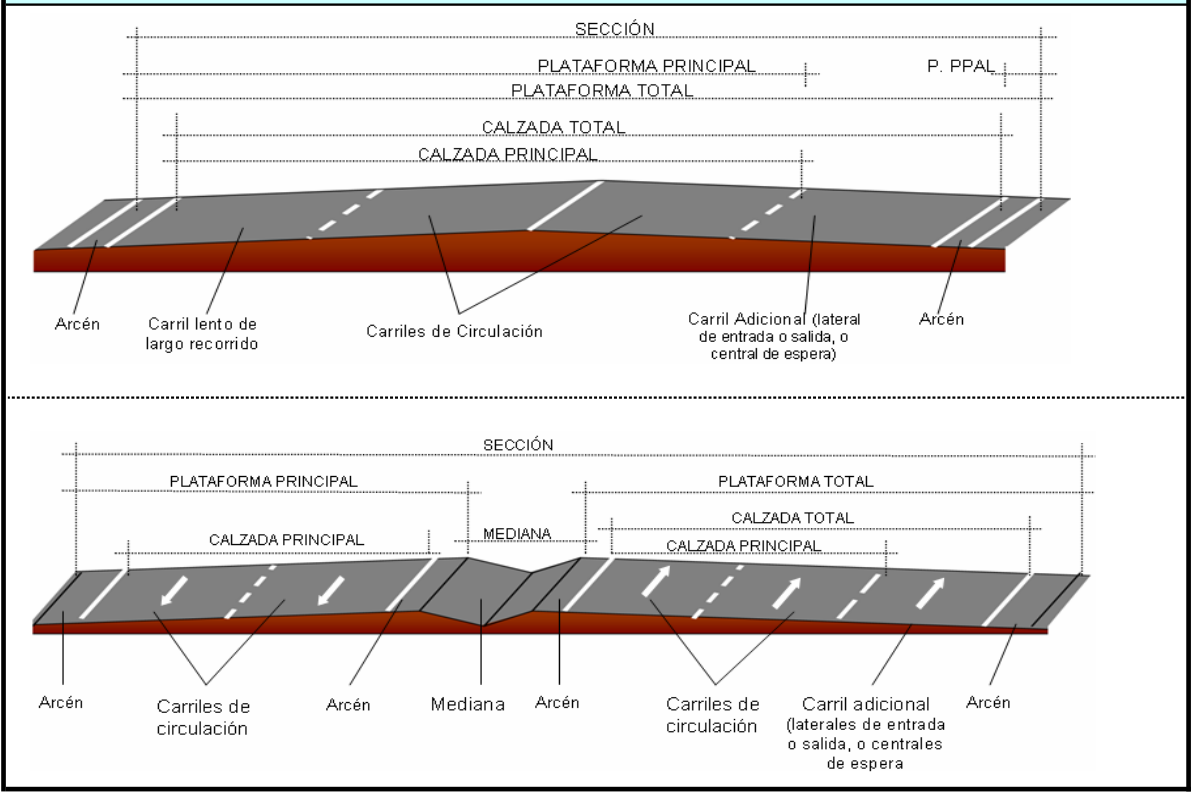 SECCIÓN
PLATAFORMA PRINCIPAL
P. PPAL
PLATAFORMA TOTAL
CALZADA TOTAL
CALZADA PRINCIPAL
Arcén
Carril lento de
largo recorrido
Carriles de Circulación
Carril Adicional (lateral
de entrada o salida, o
central de espera)
Arcén
SECCIÓN
PLATAFORMA PRINCIPAL
PLATAFORMA TOTAL
CALZADA PRINCIPAL
MEDIANA
CALZADA TOTAL
CALZADA PRINCIPAL
Arcén
Carriles de
circulación
Arcén
Mediana
Arcén
Carriles de
circulación
Carril adicional
(laterales de entrada
o salida, o centrales
de espera
Arcén